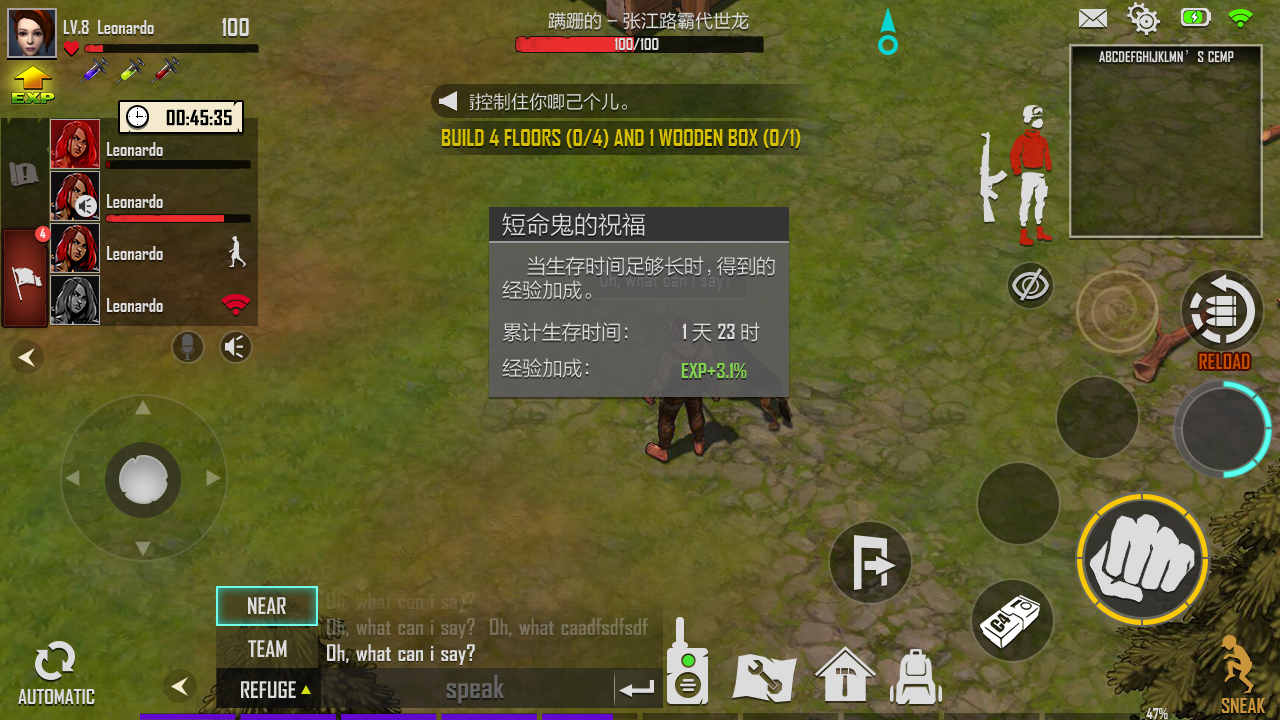 LV.8 Leonardo 100
EXP
00:45:35
Leonardo
Leonardo
4
Leonardo
Leonardo
蹒跚的 – 张江路霸代世龙
100/100
控制住你唧己个儿。
BUILD 4 FLOORS (0/4) AND 1 WOODEN BOX (0/1)
ABCDEFGHIJKLMN’S CEMP
短命鬼的祝福
当生存时间足够长时,得到的
经验加成。
Oh, what can i say?
累计生存时间: 1 天 23 时
经验加成: EXP+3.1%
RELOAD
C4
NEAR
TEAM
REFUGE
Oh, what can i say?
Oh, what can i say? Oh, what caadfsdfsdf
Oh, what can i say?
speak
AUTOMATIC
SNEAK
47%